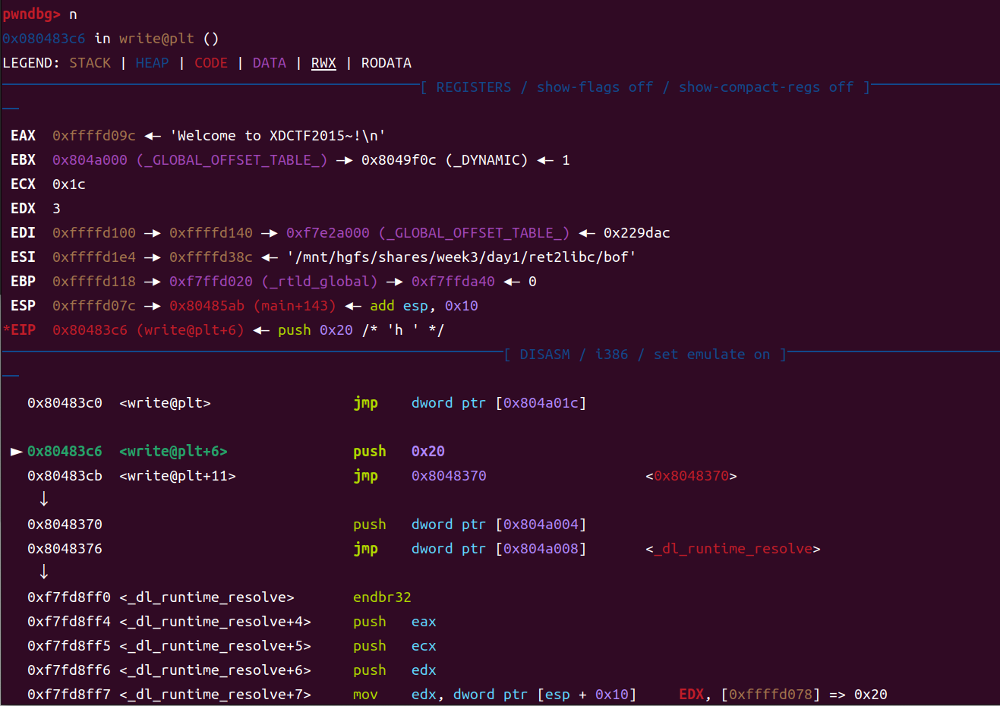 pwndbg> n
0x080483c6 in write@plt ()
LEGEND: STACK | HEAP | CODE | DATA | RWX | RODATA
[ REGISTERS / show-flags off / show-compact-regs off ]
EAX  0xffffd09c ◂— 'Welcome to XDCTF2015~!\n'
EBX  0x804a000 (_GLOBAL_OFFSET_TABLE_) —▸ 0x8049f0c (_DYNAMIC) ◂— 1
ECX  0x1c
EDX  3
EDI  0xffffd100 —▸ 0xffffd140 —▸ 0xf7e2a000 (_GLOBAL_OFFSET_TABLE_) ◂— 0x229dac
ESI  0xffffd1e4 —▸ 0xffffd38c ◂— '/mnt/hgfs/shares/week3/day1/ret2libc/bof'
EBP  0xffffd118 —▸ 0xf7ffd020 (_rtld_global) —▸ 0xf7ffda40 ◂— 0
ESP  0xffffd07c —▸ 0x80485ab (main+143) ◂— add esp, 0x10
*EIP  0x80483c6 (write@plt+6) ◂— push 0x20 /* 'h ' */
[ DISASM / i386 / set emulate on ]
0x80483c0  <write@plt>  jmp  dword ptr [0x804a01c]
► 0x80483c6  <write@plt+6>  push  0x20
0x80483cb  <write@plt+11>  jmp  0x8048370  <0x8048370>
↓
0x8048370  push  dword ptr [0x804a004]
0x8048376  jmp  dword ptr [0x804a008]  <_dl_runtime_resolve>
↓
0xf7fd8ff0 <_dl_runtime_resolve>  endbr32
0xf7fd8ff4 <_dl_runtime_resolve+4>  push  eax
0xf7fd8ff5 <_dl_runtime_resolve+5>  push  ecx
0xf7fd8ff6 <_dl_runtime_resolve+6>  push  edx
0xf7fd8ff7 <_dl_runtime_resolve+7>  mov  edx, dword ptr [esp + 0x10]  EDX, [0xffffd078] => 0x20